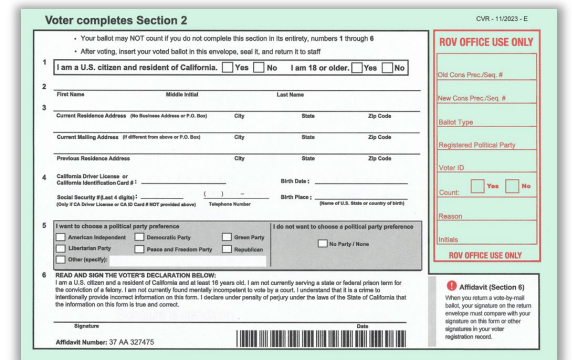 Voter completes Section 2
CVR - 11/2023 - E
• Your ballot may NOT count if you do not complete this section in its entirety, numbers 1 through 6
• After voting, insert your voted ballot in this envelope, seal it, and return it to staff
1 I am a U.S. citizen and resident of California. Yes No I am 18 or older. Yes No
2
First Name Middle Initial Last Name
3
Current Residence Address (No Business Address or P.O. Box) City State Zip Code
Current Mailing Address (If different from above or P.O. Box) City State Zip Code
Previous Residence Address City State Zip Code
4 California Driver License or
California Identification Card #: Birth Date:
Social Security #(Last 4 digits): ( ) – Birth Place:
(Only if CA Driver License or CA ID Card if NOT provided above) Telephone Number (Name of U.S. State or country of birth)
5 I want to choose a political party preference I do not want to choose a political party preference
American Independent Democratic Party Green Party
No Party / None
Libertarian Party Peace and Freedom Party Republican
Other (specify):
6 READ AND SIGN THE VOTER'S DECLARATION BELOW:
I am a U.S. citizen and a resident of California and at least 16 years old. I am not currently serving a state or federal prison term for
the conviction of a felony. I am not currently found mentally incompetent to vote by a court. I understand that it is a crime to
intentionally provide incorrect information on this form. I declare under penalty of perjury under the laws of the State of California that
the information on this form is true and correct.
Signature Date
Affidavit Number: 37 AA 327475
ROV OFFICE USE ONLY
Old Cons Prec./Seq. #
New Cons Prec./Seq. #
Ballot Type
Registered Political Party
Voter ID
Count: Yes No
Reason
Initials
ROV OFFICE USE ONLY
Affidavit (Section 6)
When you return a vote-by-mail
ballot, your signature on the return
envelope must compare with your
signature on this form or other
signatures in your voter
registration record.